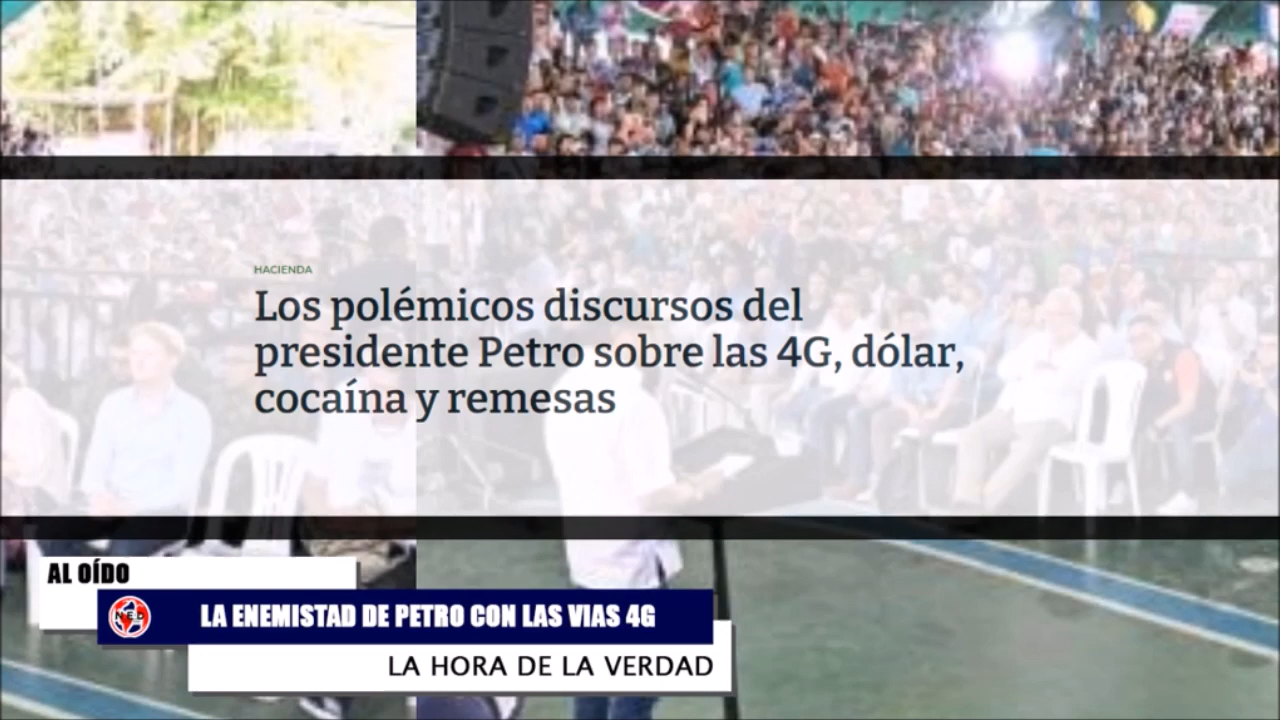 HACIENDA
Los polémicos discursos del
presidente Petro sobre las 4G, dólar,
cocaína y remesas
AL OÍDO
LA ENEMISTAD DE PETRO CON LAS VIAS 4G
LA HORA DE LA VERDAD